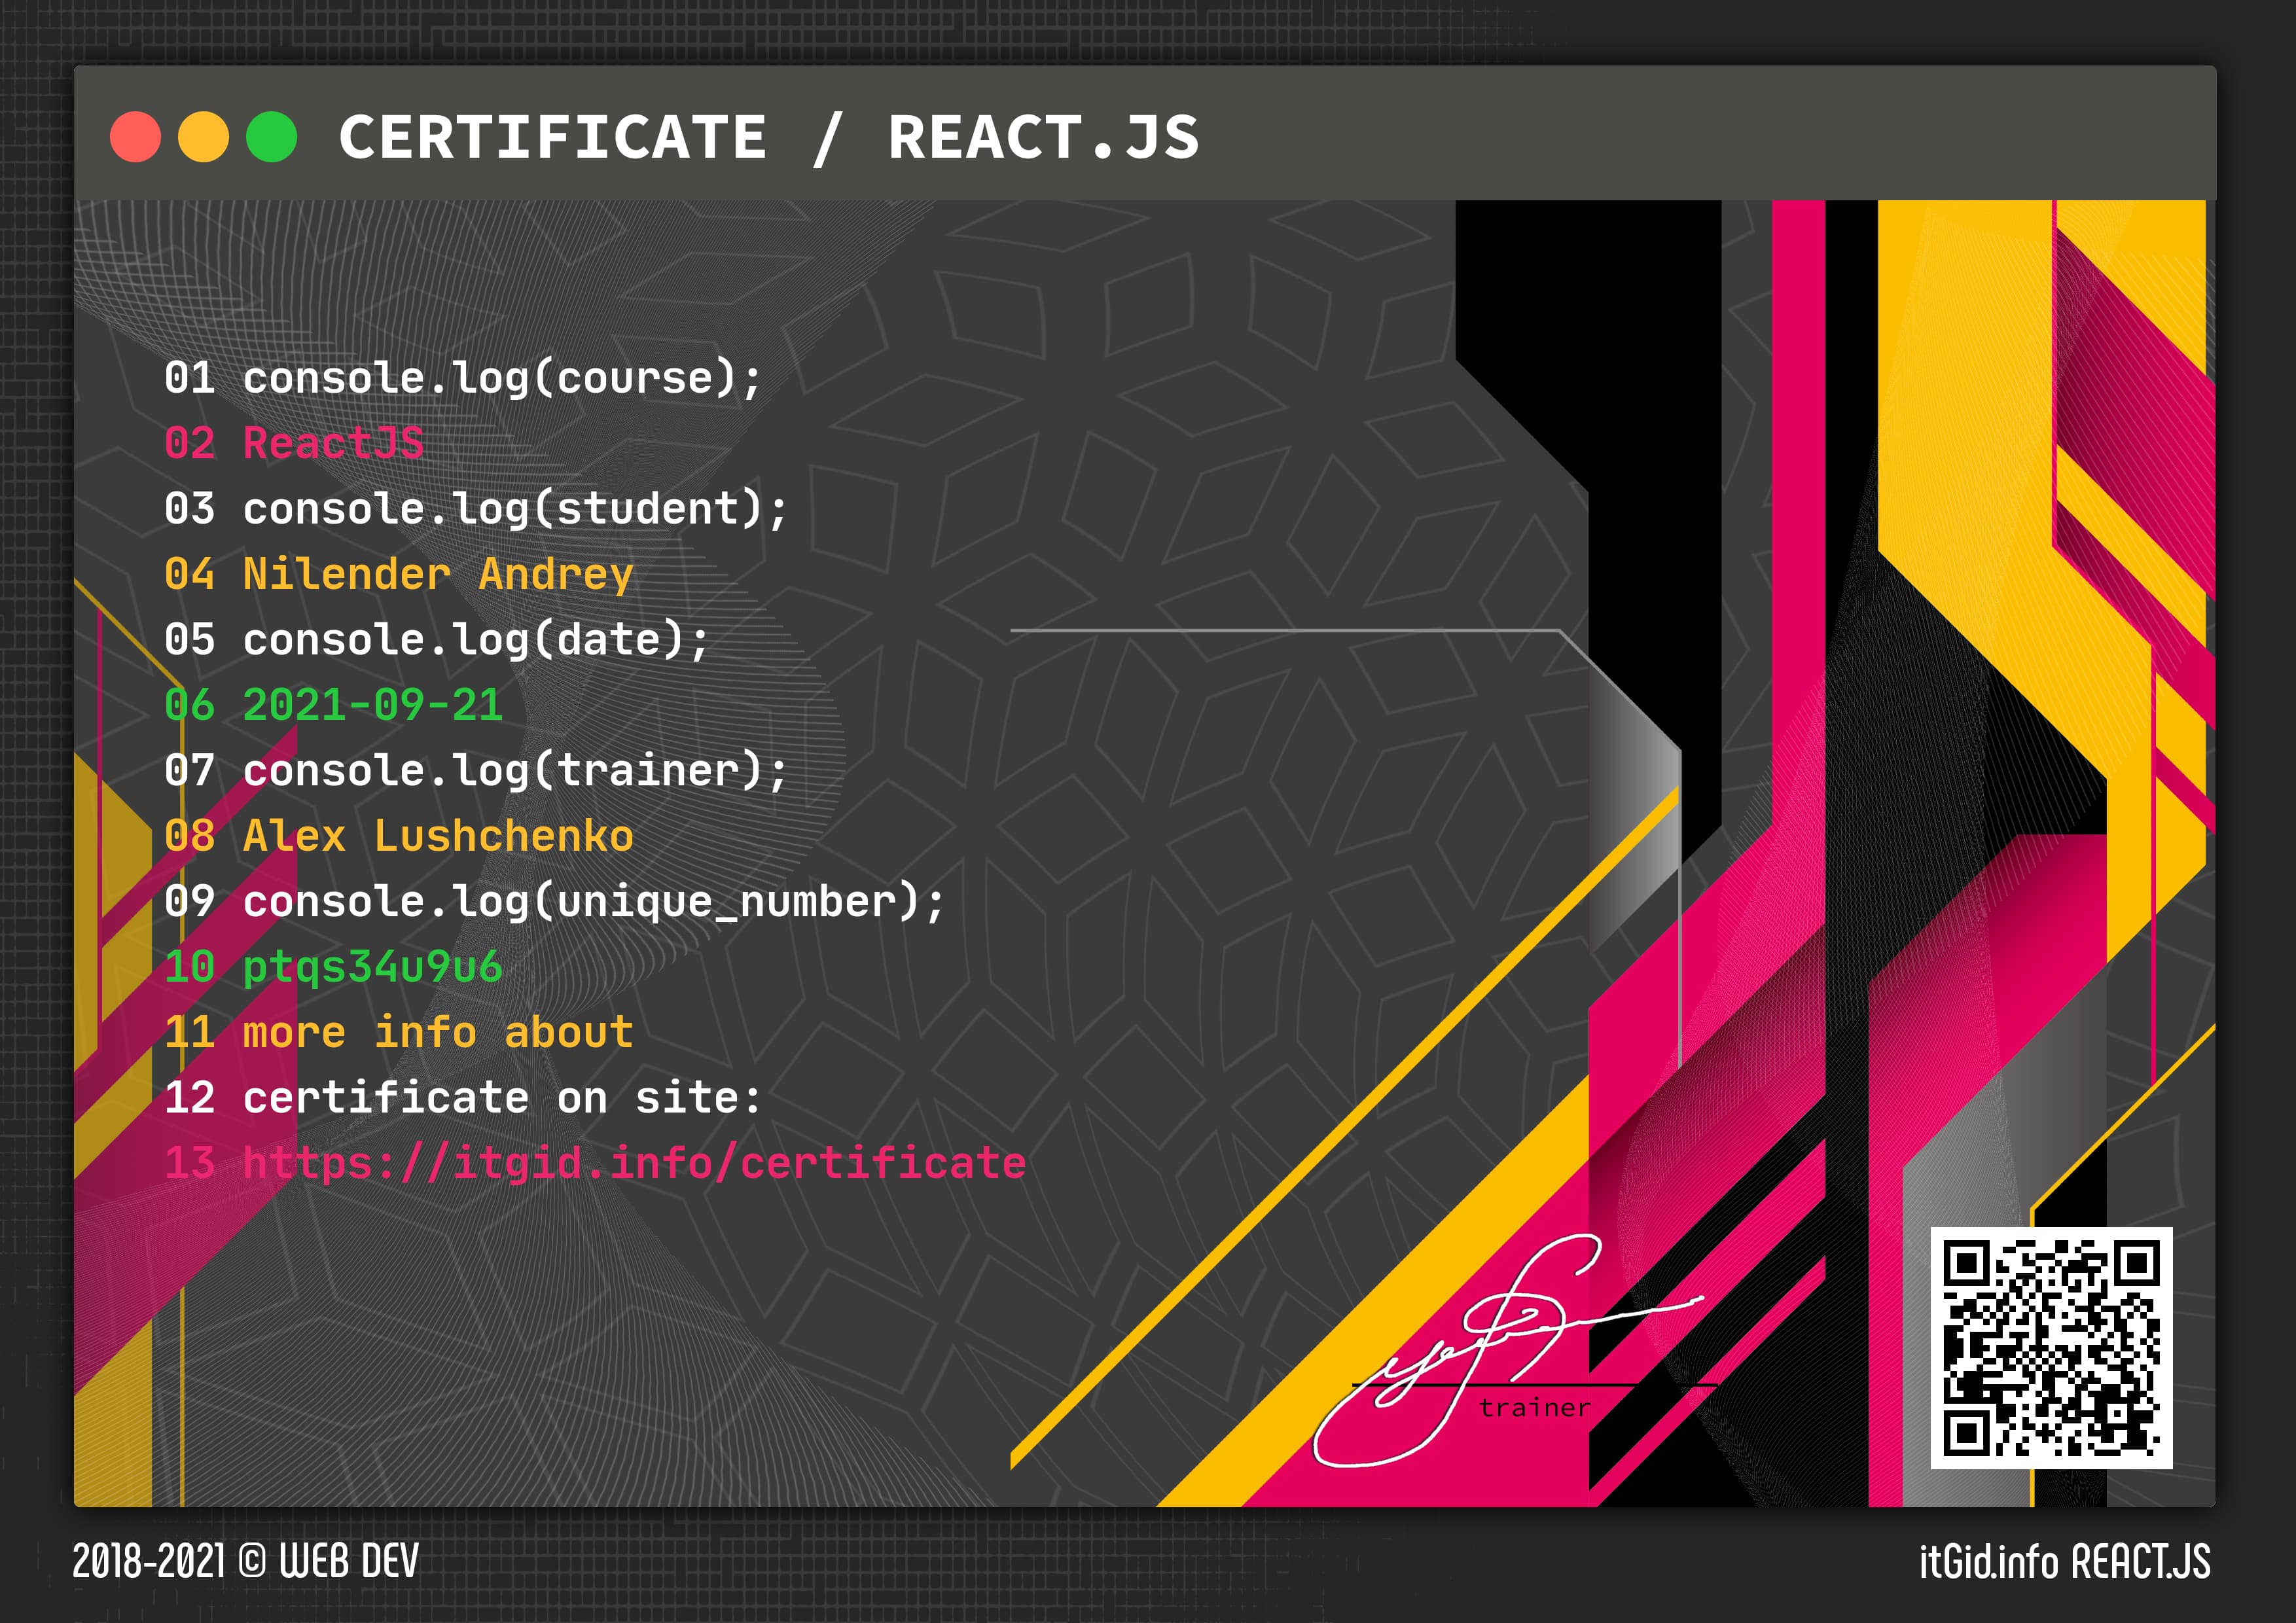 CERTIFICATE / REACT.JS
01 console.log(course);
02 ReactJS
03 console.log(student);
04 Nilender Andrey
05 console.log(date);
06 2021-09-21
07 console.log(trainer);
08 Alex Lushchenko
09 console.log(unique_number);
10 ptqs34u9u6
11 more info about
12 certificate on site:
13 https://itgid.info/certificate
trainer
2018-2021 © WEB DEV
itGid.info REACT.JS